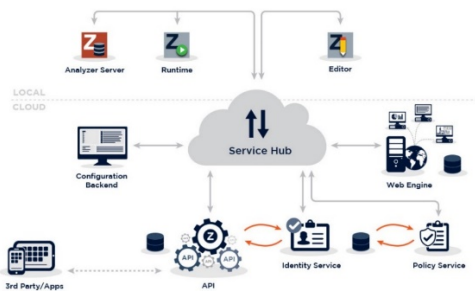 Z
Z
Z
Analyzer Server
Runtime
Editor
LOCAL
CLOUD
Service Hub
Configuration
Backend
Web Engine
Z
API
API
3rd Party/Apps
API
Identity Service
Policy Service